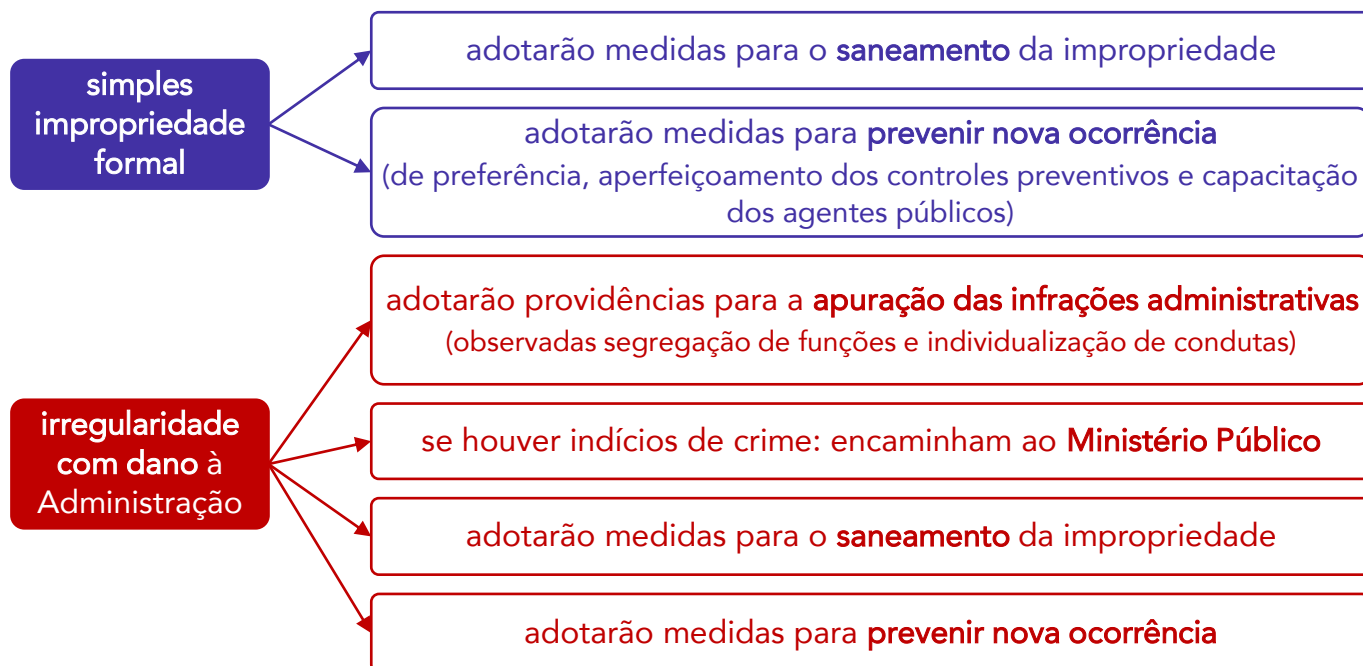 simples
impropriedade
formal
adotarão medidas para o saneamento da impropriedade
adotarão medidas para prevenir nova ocorrência
(de preferência, aperfeiçoamento dos controles preventivos e capacitação
dos agentes públicos)
irregularidade
com dano à
Administração
adotarão providências para a apuração das infrações administrativas
(observadas segregação de funções e individualização de condutas)
se houver indícios de crime: encaminham ao Ministério Público
adotarão medidas para o saneamento da impropriedade
adotarão medidas para prevenir nova ocorrência